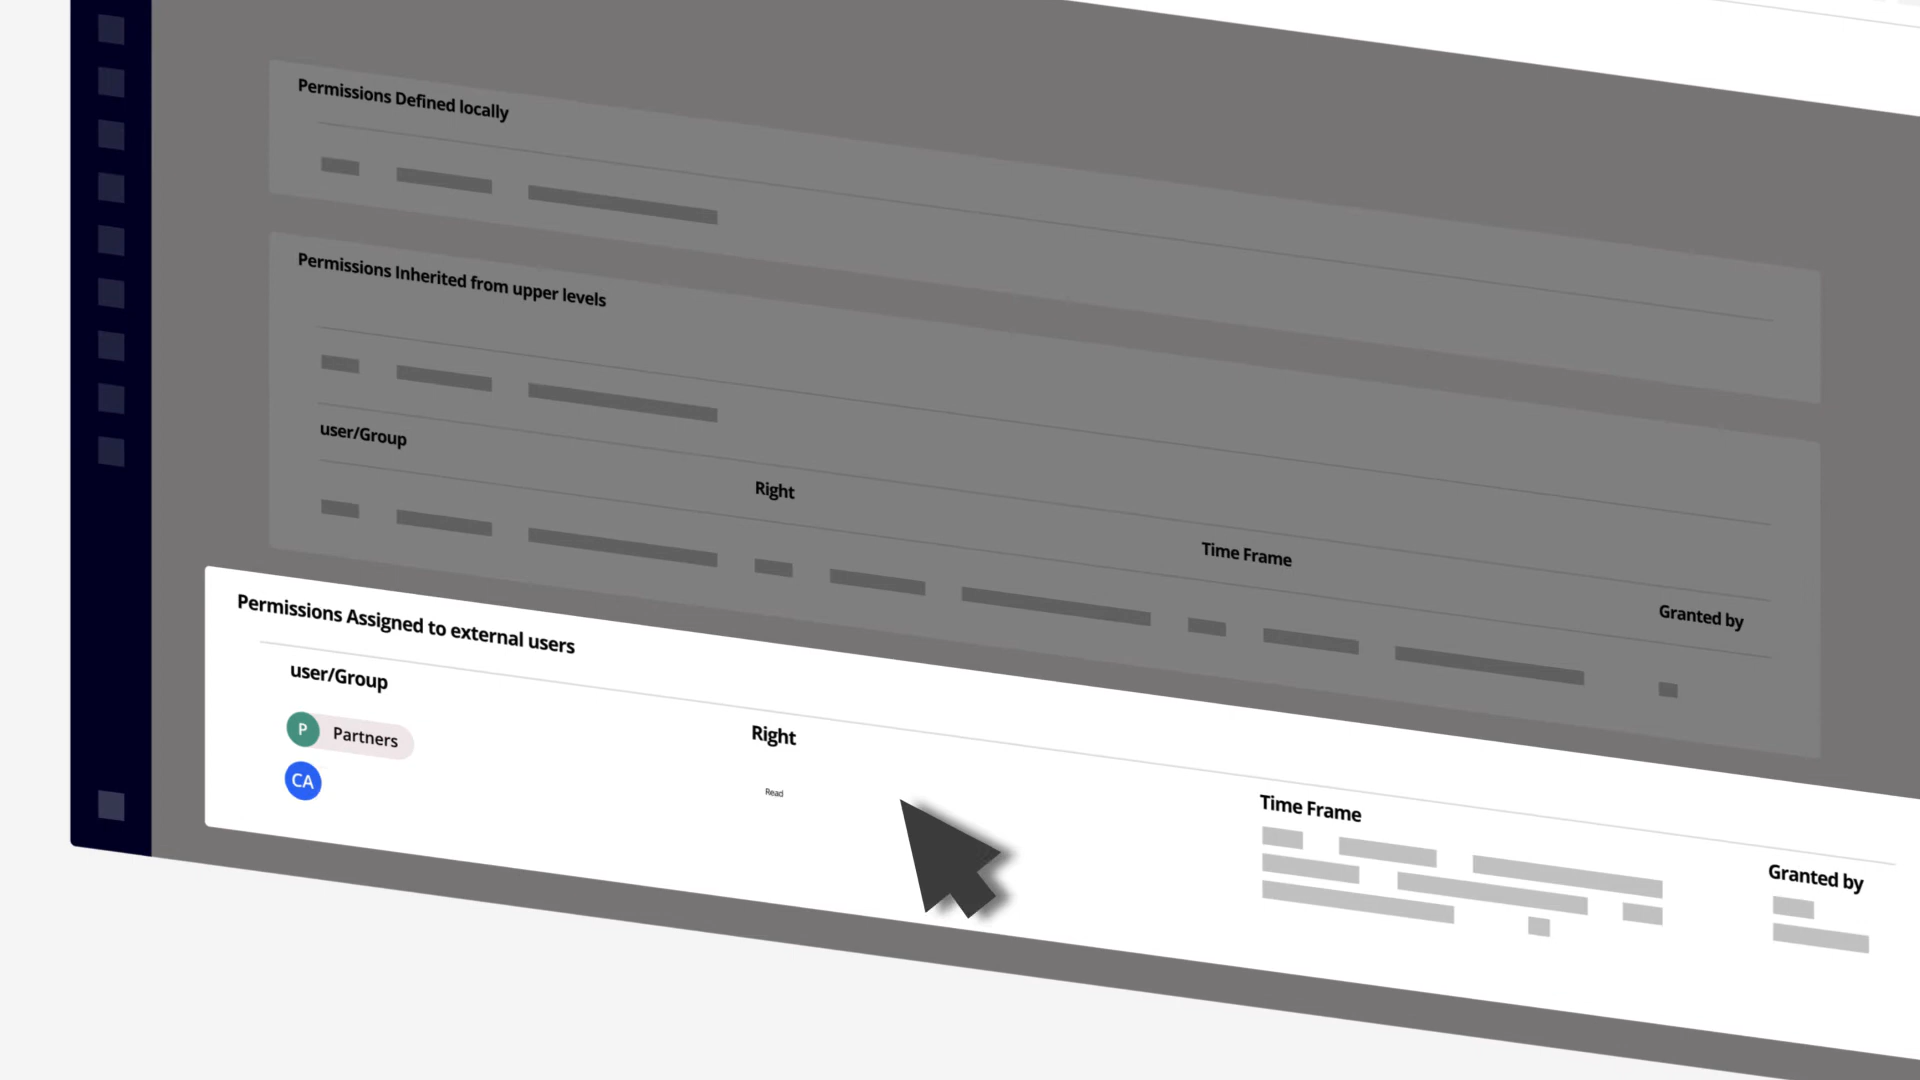 Permissions Defined locally
Permissions Inherited from upper levels
user/Group
Right
Time Frame
Granted by
Permissions Assigned to external users
user/Group
Right
Time Frame
Granted by
P Partners
CA
Read